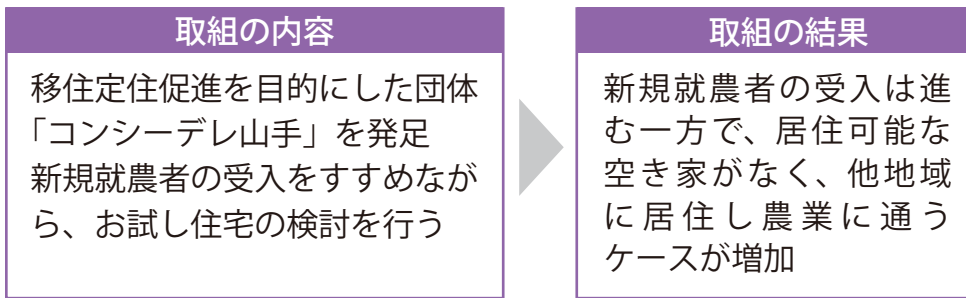 取組の内容
移住定住促進を目的にした団体
「コンシーデレ山手」を発足
新規就農者の受入をすすめなが
ら、お試し住宅の検討を行う
取組の結果
新規就農者の受入は進
む一方で、居住可能な
空き家がなく、他地域
に居住し農業に通う
ケースが増加